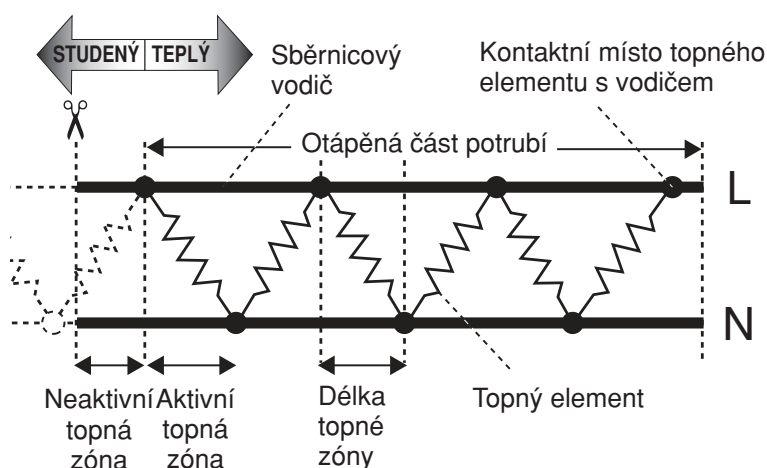 STUDENÝ TEPLÝ
Sběrnicový
vodič
Kontaktní místo topného
elementu s vodičem
Otápěná část potrubí
L
N
Neaktivní
topná
zóna
Aktivní
topná
zóna
Délka
topné
zóny
Topný element